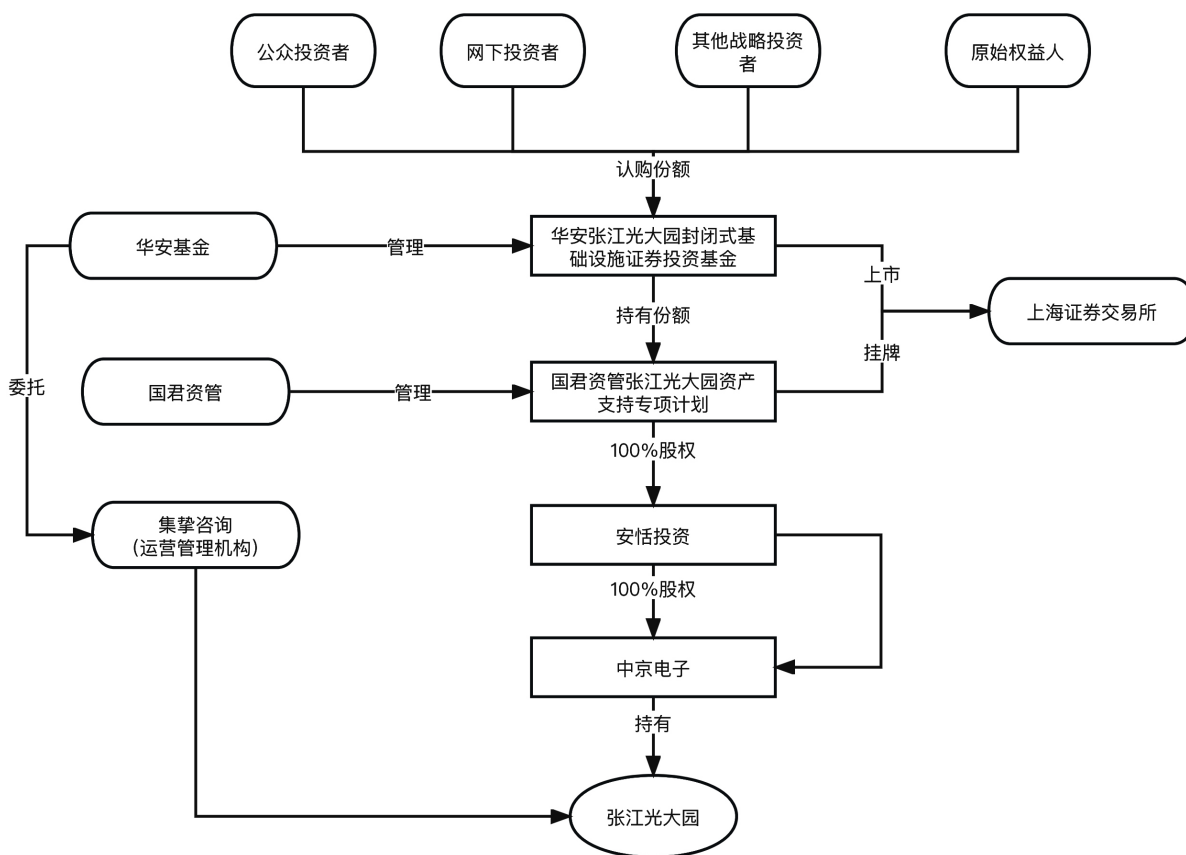 公众投资者
网下投资者
其他战略投资
者
原始权益人
认购份额
华安基金
管理
华安张江光大园封闭式基
础设施证券投资基金
上市
上海证券交易所
持有份额
挂牌
委托
国君资管
管理
国君资管张江光大园资产
支持专项计划
100%股权
集挚咨询
(运营管理机构)
安恬投资
100%股权
中京电子
持有
张江光大园